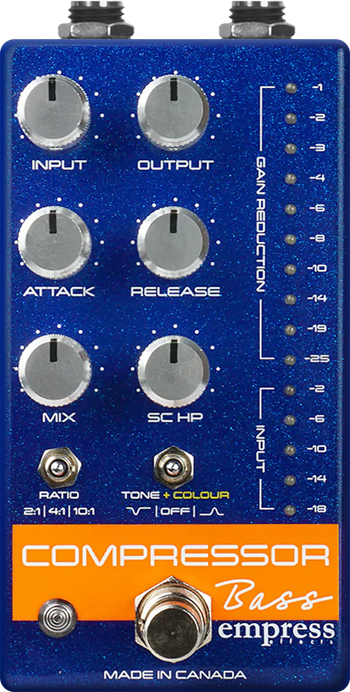 INPUT
OUTPUT
ATTACK
RELEASE
MIX
SC HP
RATIO
2:1|4:1|10:1
TONE + COLOUR
|OFF|
GAIN REDUCTION
-1
-2
-3
-4
-6
-8
-10
-14
-19
-25
INPUT
-2
-6
-10
-14
-18
COMPRESSOR
Bass
empress
effects
MADE IN CANADA